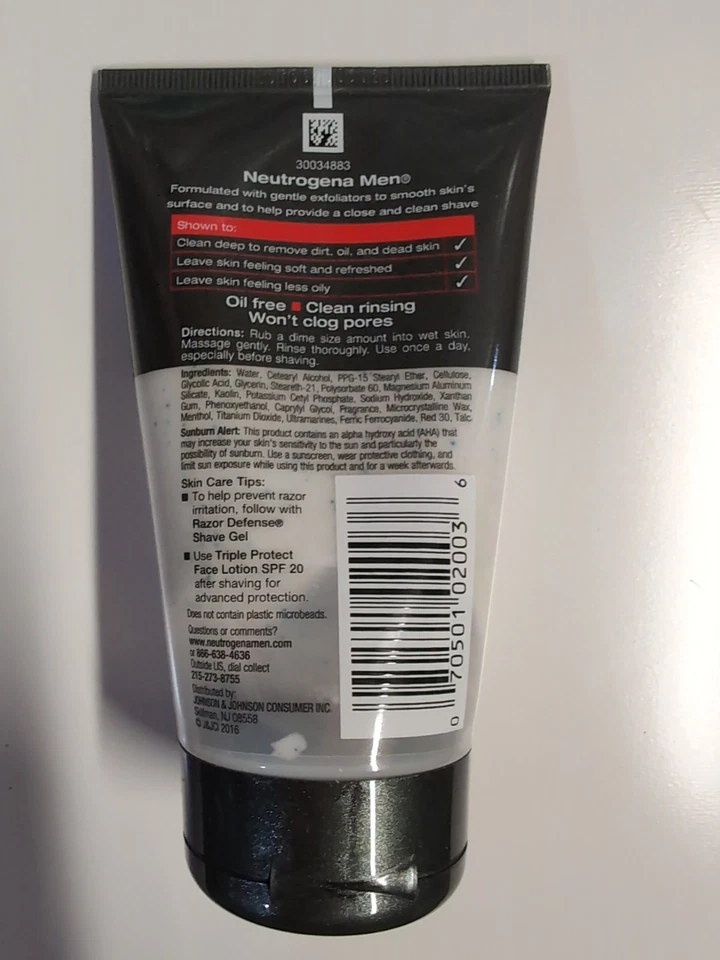 30034883
Neutrogena Men®
Formulated with gentle exfoliators to smooth skin's
surface and to help provide a close and clean shave
Shown to:
Clean deep to remove dirt, oil, and dead skin ✓
Leave skin feeling soft and refreshed ✓
Leave skin feeling less oily ✓
Oil free ■ Clean rinsing
Won't clog pores
Directions: Rub a dime size amount into wet skin.
Massage gently. Rinse thoroughly. Use once a day,
especially before shaving.
Ingredients: Water, Cetearyl Alcohol, PPG-15 Stearyl Ether, Cellulose,
Glycolic Acid, Glycerin, Steareth-21, Polysorbate 60, Magnesium Aluminum
Silicate, Kaolin, Potassium Cetyl Phosphate, Sodium Hydroxide, Xanthan
Gum, Phenoxyethanol, Caprylyl Glycol, Fragrance, Microcrystalline Wax,
Menthol, Titanium Dioxide, Ultramarines, Ferric Ferrocyanide, Red 30, Talc
Sunburn Alert: This product contains an alpha hydroxy acid (AHA) that
may increase your skin's sensitivity to the sun and particularly the
possibility of sunburn. Use a sunscreen, wear protective clothing, and
limit sun exposure while using this product and for a week afterwards.
Skin Care Tips:
■ To help prevent razor
irritation, follow with
Razor Defense®
Shave Gel
■ Use Triple Protect
Face Lotion SPF 20
after shaving for
advanced protection.
Does not contain plastic microbeads.
Questions or comments?
www.neutrogenamen.com
or 866-638-4636
Outside US, dial collect
215-273-8755
Distributed by:
JOHNSON & JOHNSON CONSUMER INC.
Skillman, NJ 08558
© J&JCI 2016
0 70501 02003 6